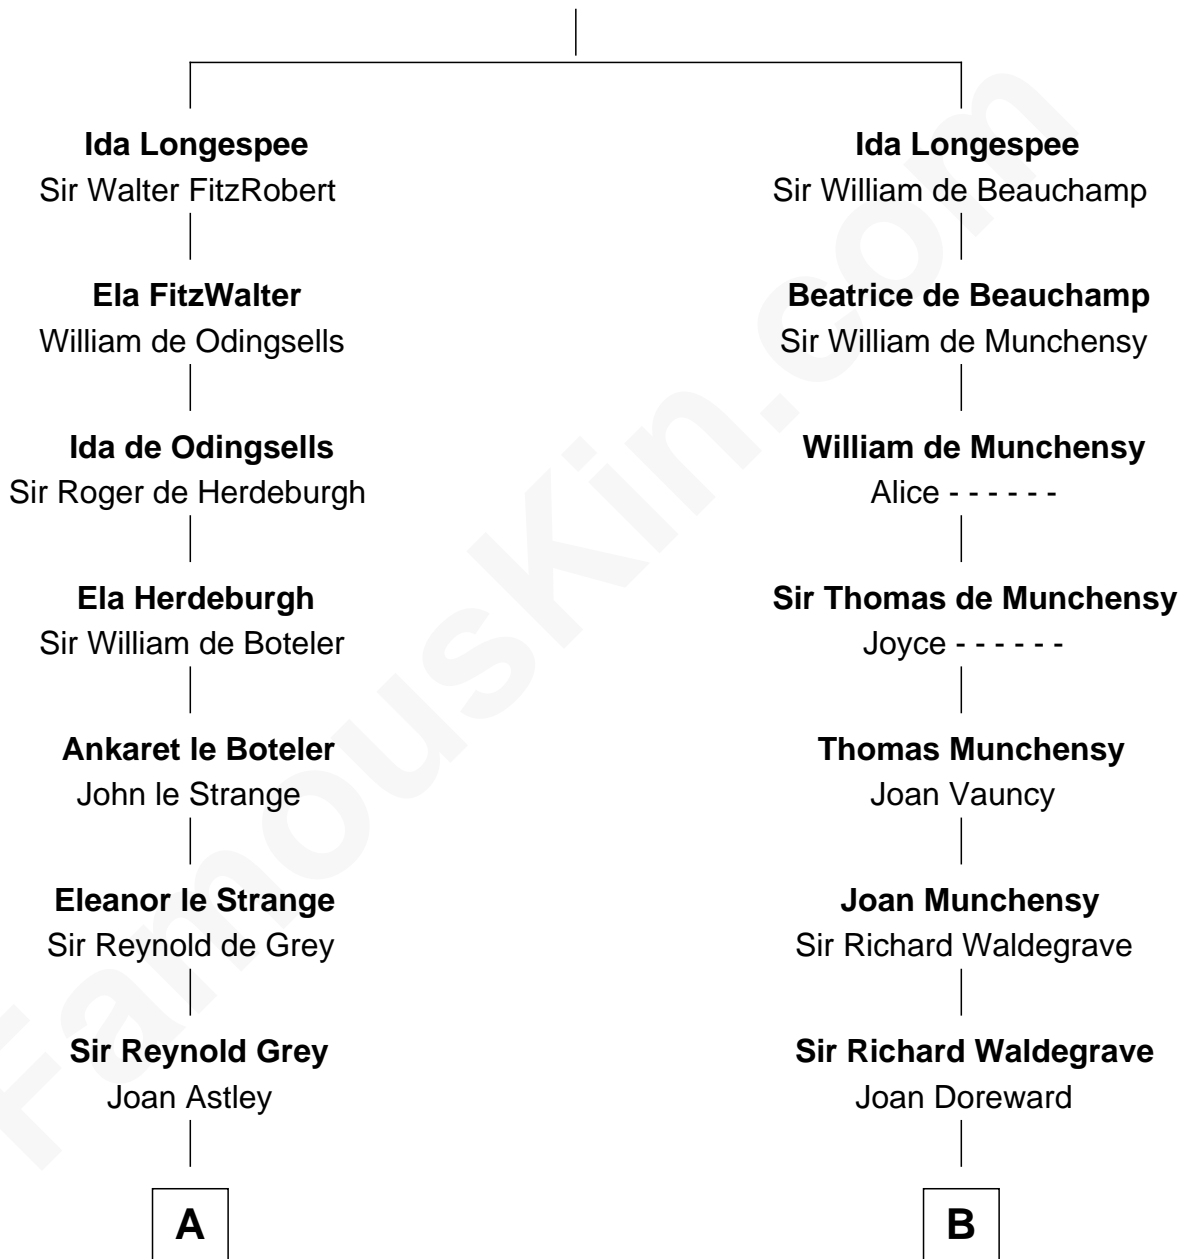 Ida Longespee
Sir Walter FitzRobert
Ela FitzWalter
William de Odingsells
Ida de Odingsells
Sir Roger de Herdeburgh
Ela Herdeburgh
Sir William de Boteler
Ankaret le Boteler
John le Strange
Eleanor le Strange
Sir Reynold de Grey
Sir Reynold Grey
Joan Astley
A
Ida Longespee
Sir William de Beauchamp
Beatrice de Beauchamp
Sir William de Munchensy
William de Munchensy
Alice - - - - - -
Sir Thomas de Munchensy
Joyce - - - - - -
Thomas Munchensy
Joan Vauncy
Joan Munchensy
Sir Richard Waldegrave
Sir Richard Waldegrave
Joan Doreward
B
FamousKin.com